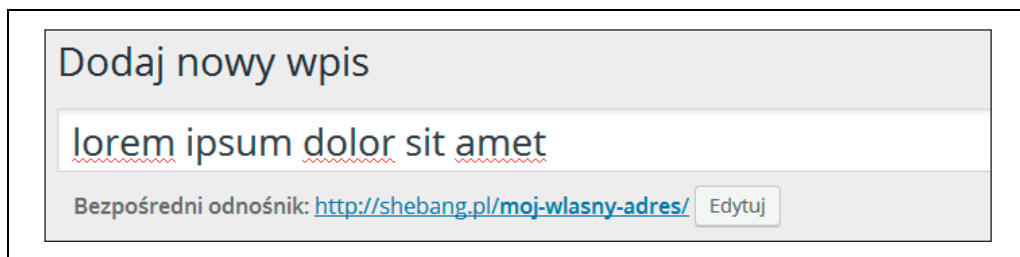 Dodaj nowy wpis
lorem ipsum dolor sit amet
Bezpośredni odnośnik: http://shebang.pl/moj-wlasny-adres/ Edytuj